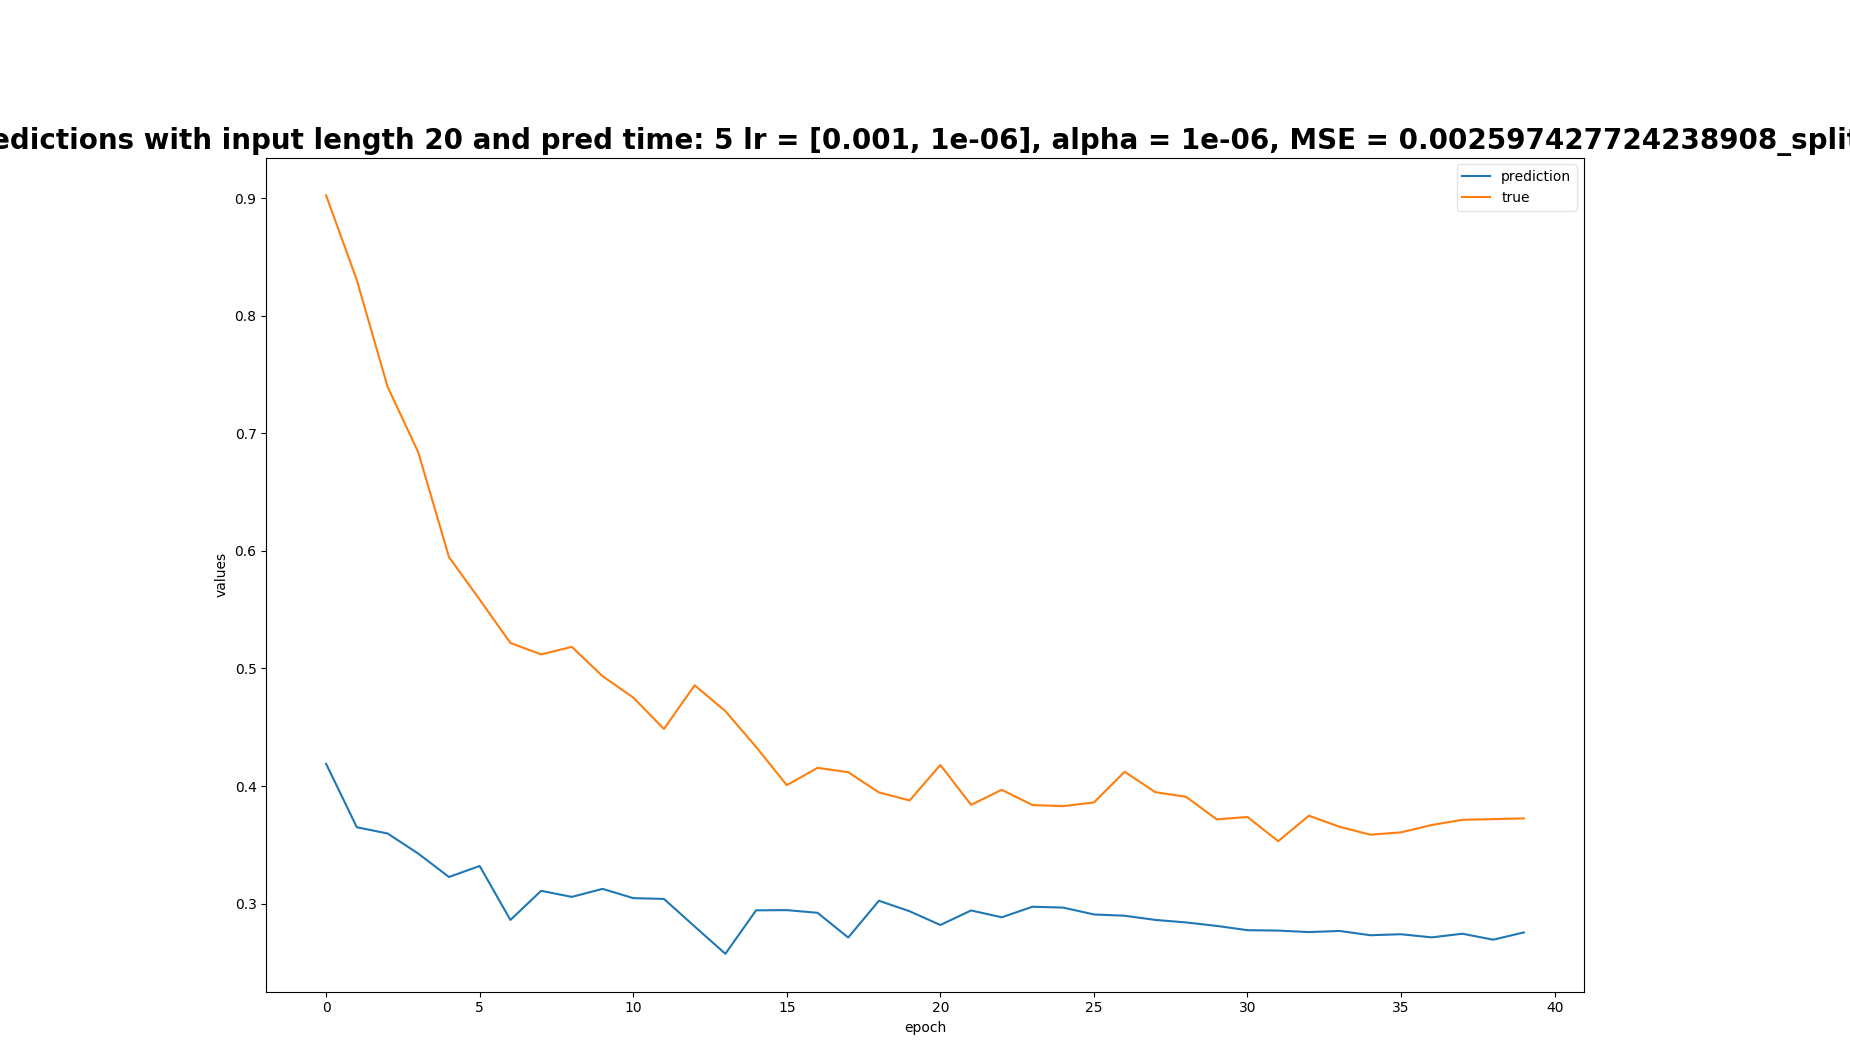 edictions with input length 20 and pred time: 5 lr = [0.001, 1e-06], alpha = 1e-06, MSE = 0.002597427724238908_split
prediction
true
0.9
0.8
0.7
0.6
0.5
0.4
0.3
values
0 5 10 15 20 25 30 35 40
epoch